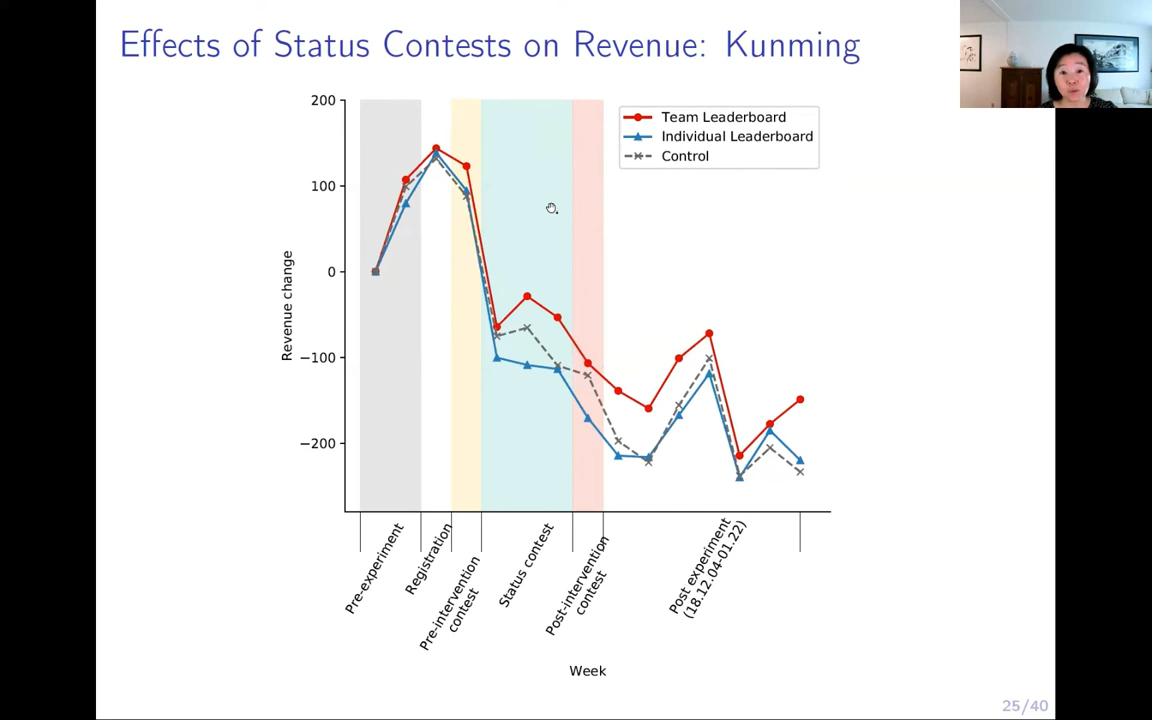 Effects of Status Contests on Revenue: Kunming
200
100
0
−100
−200
Revenue change
Team Leaderboard
Individual Leaderboard
Control
Pre-experiment
Registration
Pre-intervention
contest
Status contest
Post-intervention
contest
Post experiment
(18.12.04-01.22)
Week
25/40